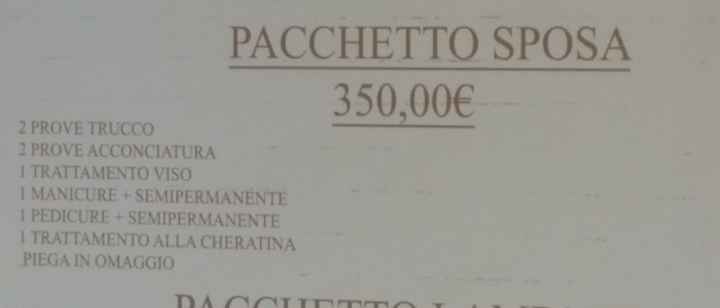 PACCHETTO SPOSA
350,00€
2 PROVE TRUCCO
2 PROVE ACCONCIATURA
1 TRATTAMENTO VISO
1 MANICURE + SEMIPERMANENTE
1 PEDICURE + SEMIPERMANENTE
1 TRATTAMENTO ALLA CHERATINA
PIEGA IN OMAGGIO
PACCHETTO